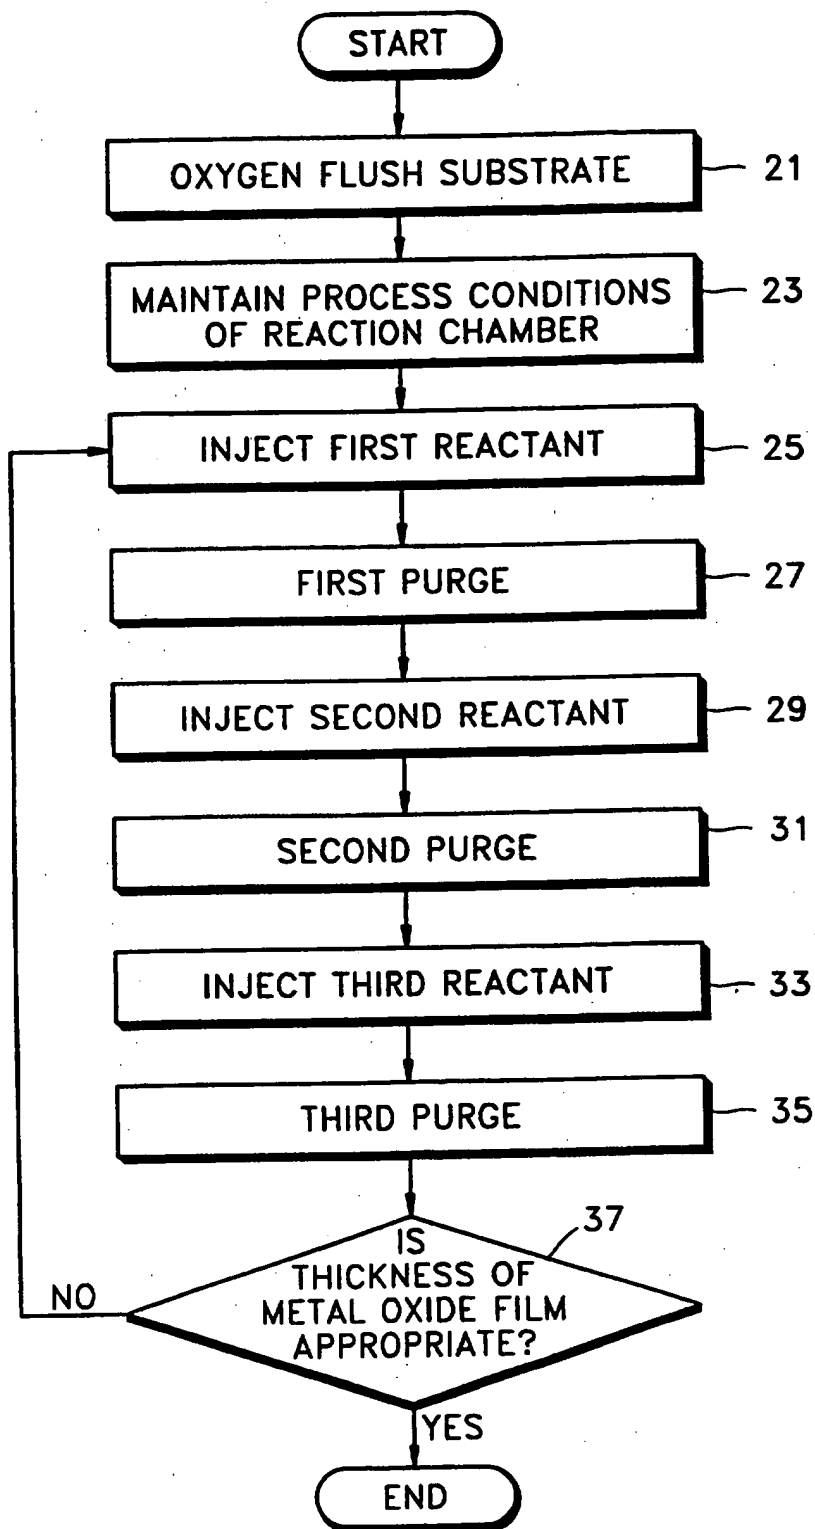 START
OXYGEN FLUSH SUBSTRATE
21
MAINTAIN PROCESS CONDITIONS
OF REACTION CHAMBER
23
INJECT FIRST REACTANT
25
FIRST PURGE
27
INJECT SECOND REACTANT
29
SECOND PURGE
31
INJECT THIRD REACTANT
33
THIRD PURGE
35
37
IS
THICKNESS OF
METAL OXIDE FILM
APPROPRIATE?
NO
YES
END